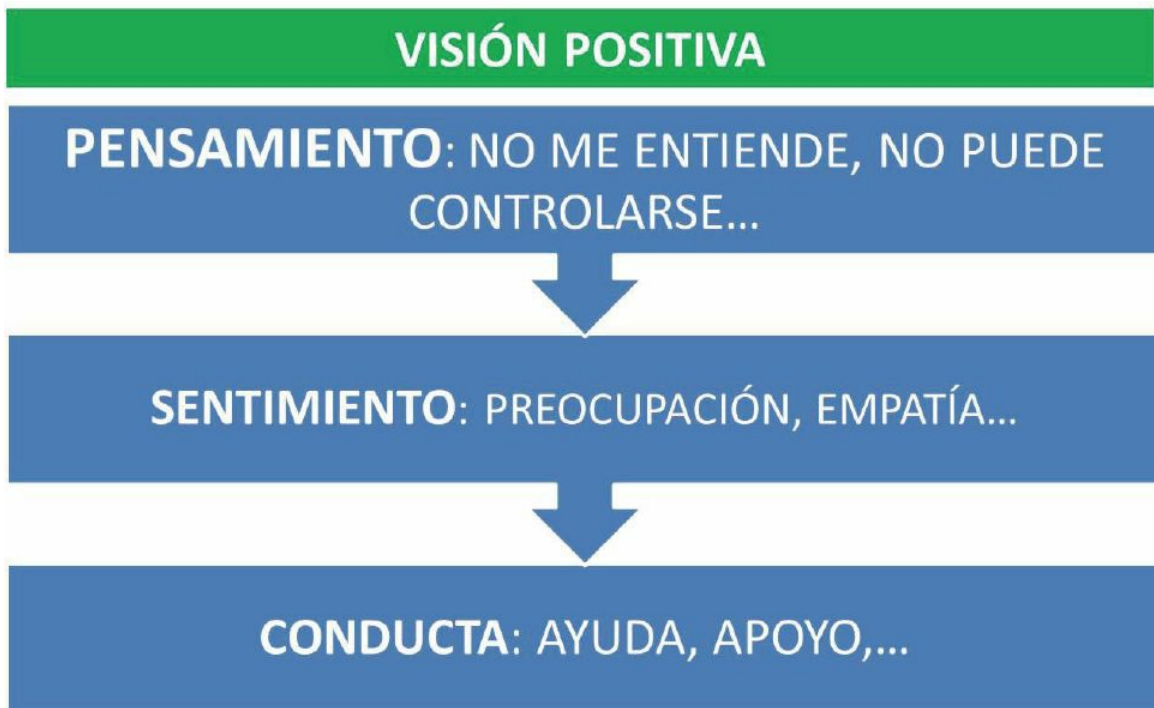 VISIÓN POSITIVA
PENSAMIENTO: NO ME ENTIENDE, NO PUEDE
CONTROLARSE...
SENTIMIENTO: PREOCUPACIÓN, EMPATÍA...
CONDUCTA: AYUDA, APOYO,...